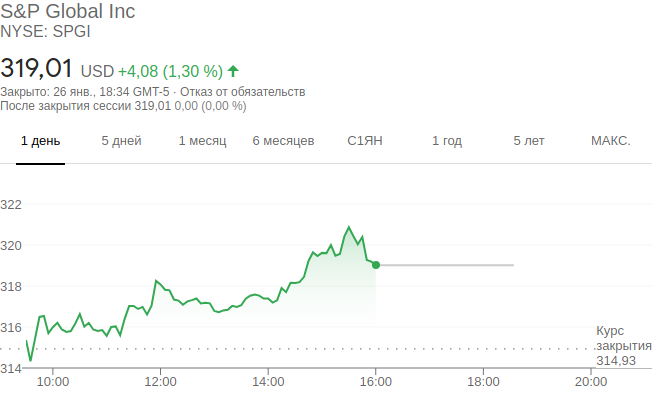 S&P Global Inc
NYSE: SPGI
319,01 USD +4,08 (1,30 %)
Закрыто: 26 янв., 18:34 GMT-5 · Отказ от обязательств
После закрытия сессии 319,01 0,00 (0,00 %)
1 день 5 дней 1 месяц 6 месяцев С1ЯН 1 год 5 лет МАКС.
322
320
318
316
314
Курс
закрытия
314,93
10:00 12:00 14:00 16:00 18:00 20:00